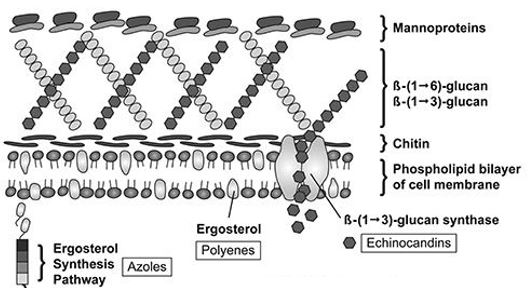 Mannoproteins
ß-(1→6)-glucan
ß-(1→3)-glucan
Chitin
Phospholipid bilayer
of cell membrane
ß-(1→3)-glucan synthase
Echinocandins
Ergosterol
Polyenes
Ergosterol
Synthesis
Pathway
Azoles